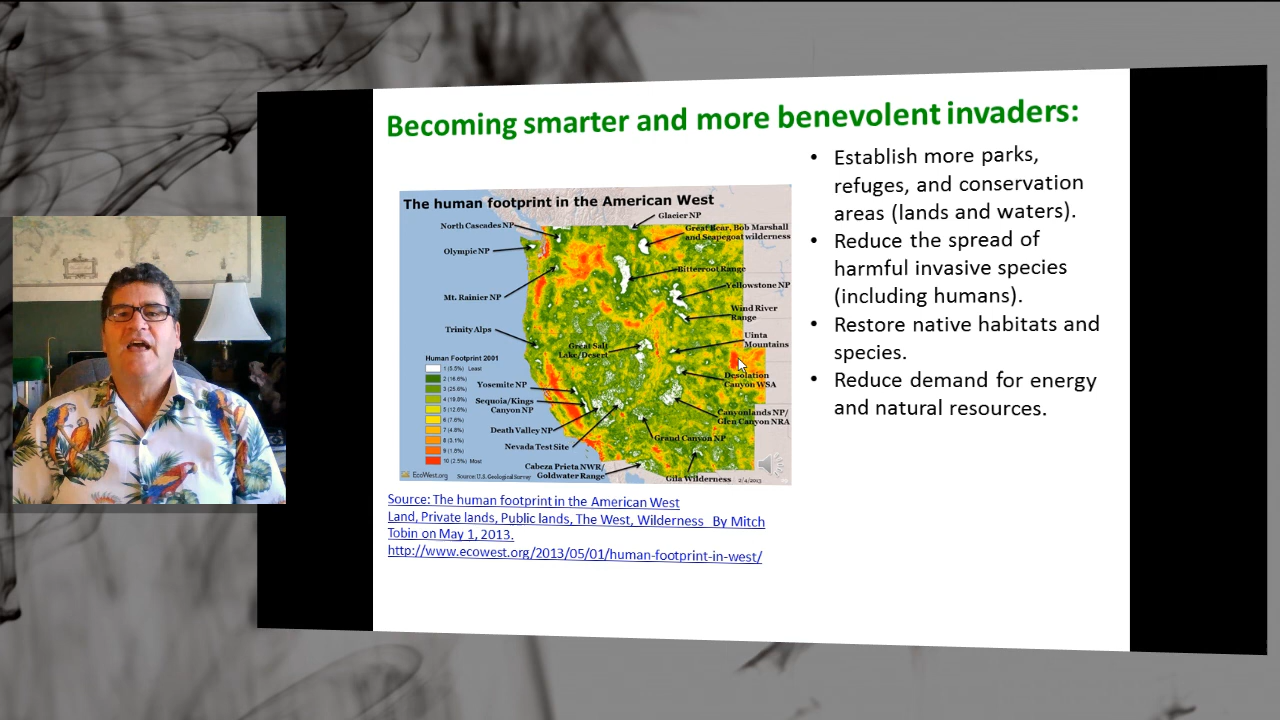 Becoming smarter and more benevolent invaders:
The human footprint in the American West
North Cascades NP
Glacier NP
Great Bear, Bob Marshall
and Scapegoat wilderness
Olympic NP
Bitterroot Range
Yellowstone NP
Mt. Rainier NP
Wind River
Range
Trinity Alps
Uinta
Mountains
Great Salt
Lake/Desert
Human Footprint 2001
1 (5.5%) Least
2 (16.6%)
3 (25.6%)
4 (19.8%)
5 (12.6%)
6 (7.6%)
7 (4.8%)
8 (3.1%)
9 (1.5%)
10 (2.5%) Most
Desolation
Canyon WSA
Yosemite NP
Sequoia/Kings
Canyon NP
Canyonlands NP/
Glen Canyon NRA
Death Valley NP
Grand Canyon NP
Nevada Test Site
Cabeza Prieta NWR/
Goldwater Range
Gila Wilderness
EcoWest.org
Source: U.S. Geological Survey
2/4/2013
Source: The human footprint in the American West
Land, Private lands, Public lands, The West, Wilderness By Mitch
Tobin on May 1, 2013.
http://www.ecowest.org/2013/05/01/human-footprint-in-west/
• Establish more parks,
refuges, and conservation
areas (lands and waters).
• Reduce the spread of
harmful invasive species
(including humans).
• Restore native habitats and
species.
• Reduce demand for energy
and natural resources.